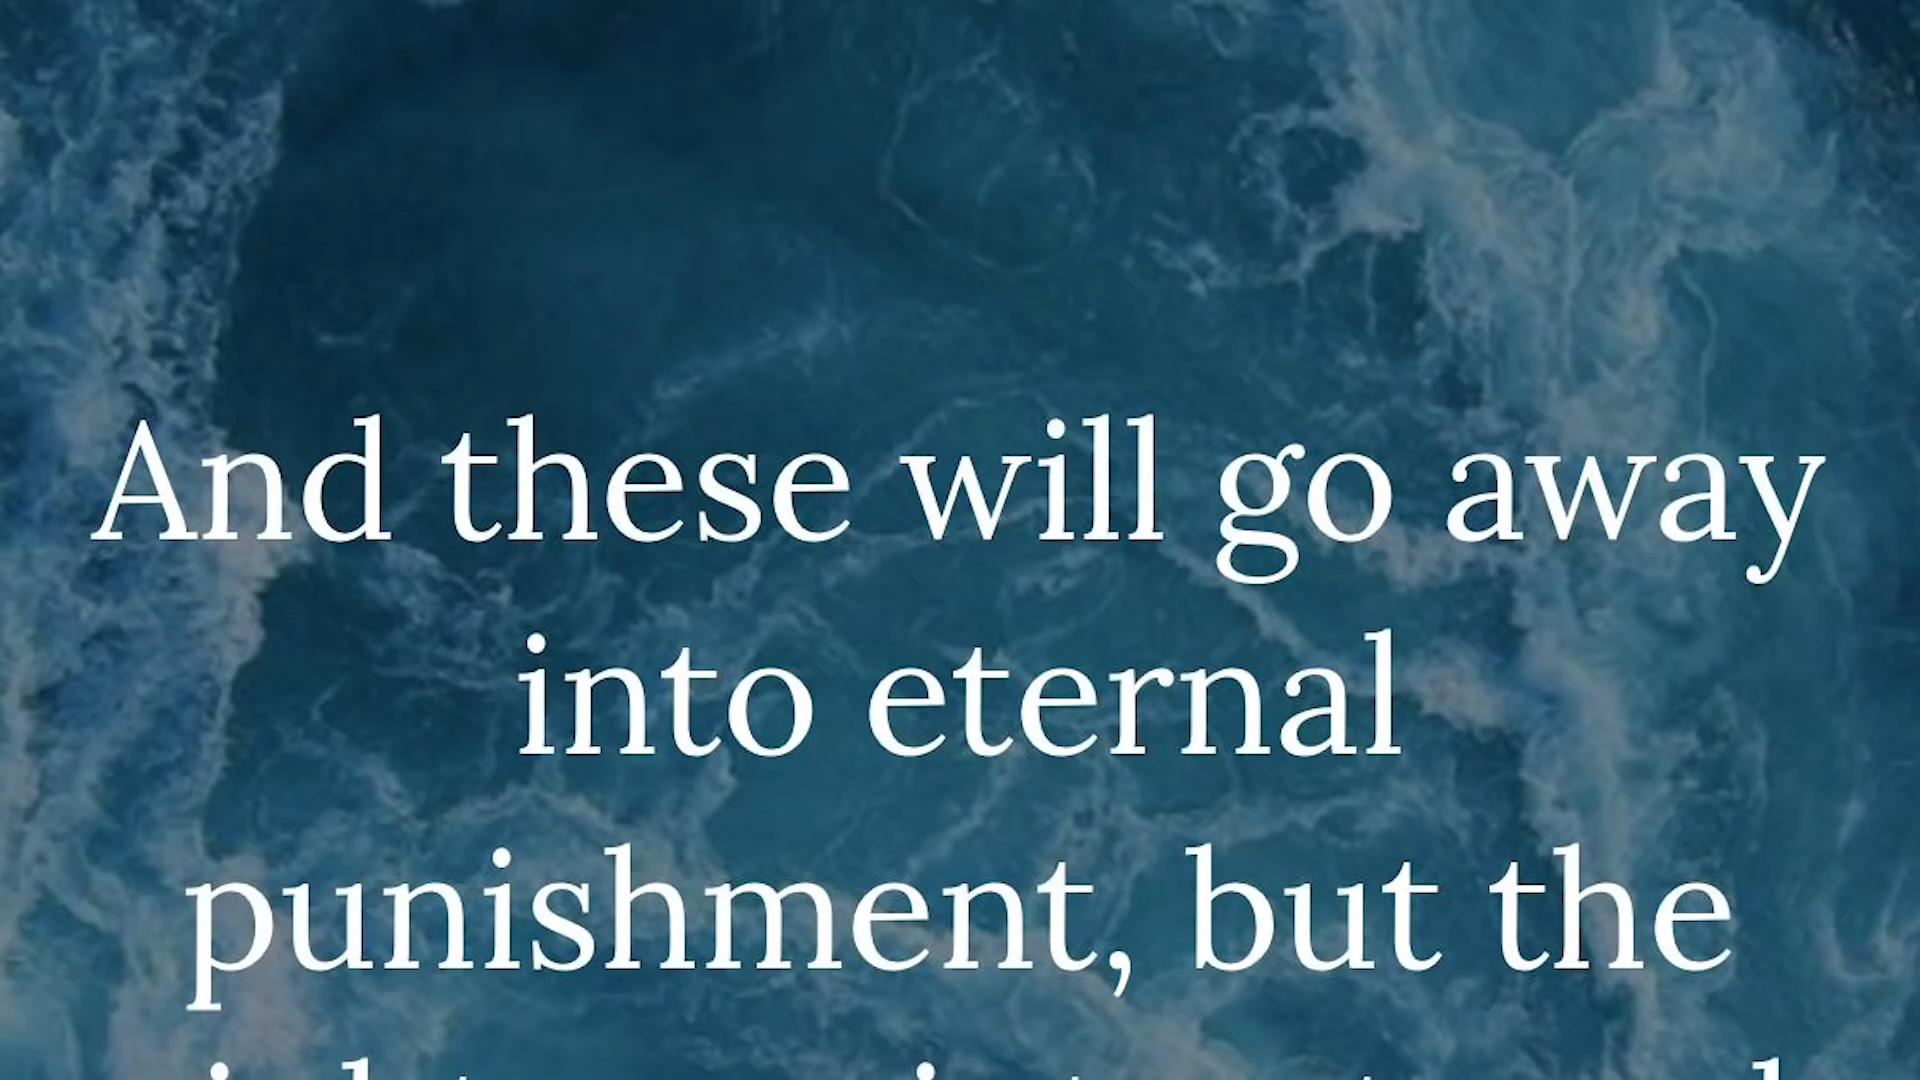 And these will go away
into eternal
punishment, but the